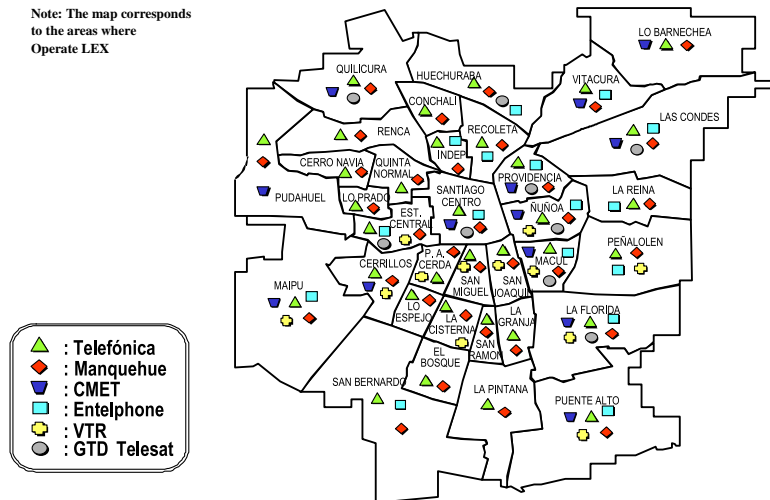 Note: The map corresponds
to the areas where
Operate LEX
LO BARNECHEA
QUILICURA
HUECHURABA
VITACURA
CONCHALÍ
LAS CONDES
RENCA
RECOLETA
INDEP.
CERRO NAVIA
QUINTA
NORMAL
PROVIDENCIA
PUDAHUEL
LO PRADO
SANTIAGO
CENTRO
LA REINA
EST.
CENTRAL
ÑUÑOA
PEÑALOLEN
CERRILLOS
P. A.
CERDA
MACUL
MAIPU
SAN
MIGUEL
SAN
JOAQUIN
LO
ESPEJO
LA
CISTERNA
LA
GRANJA
LA FLORIDA
SAN
RAMON
EL
BOSQUE
SAN BERNARDO
LA PINTANA
PUENTE ALTO
: Telefónica
: Manquehue
: CMET
: Entelphone
: VTR
: GTD Telesat